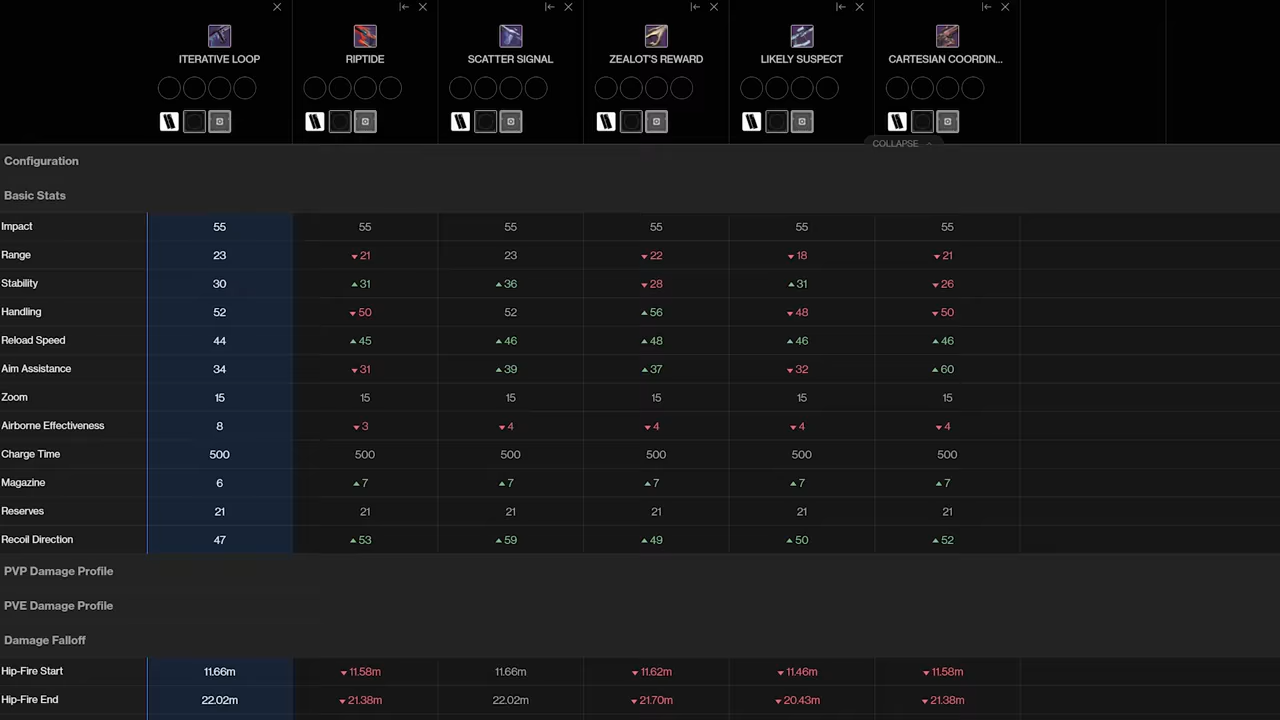 ITERATIVE LOOP RIPTIDE SCATTER SIGNAL ZEALOT'S REWARD LIKELY SUSPECT CARTESIAN COORDIN...
COLLAPSE
Configuration
Basic Stats
Impact 55 55 55 55 55 55
Range 23 21 23 22 18 21
Stability 30 31 36 28 31 26
Handling 52 50 52 56 48 50
Reload Speed 44 45 46 48 46 46
Aim Assistance 34 31 39 37 32 60
Zoom 15 15 15 15 15 15
Airborne Effectiveness 8 3 4 4 4 4
Charge Time 500 500 500 500 500 500
Magazine 6 7 7 7 7 7
Reserves 21 21 21 21 21 21
Recoil Direction 47 53 59 49 50 52
PVP Damage Profile
PVE Damage Profile
Damage Falloff
Hip-Fire Start 11.66m 11.58m 11.66m 11.62m 11.46m 11.58m
Hip-Fire End 22.02m 21.38m 22.02m 21.70m 20.43m 21.38m